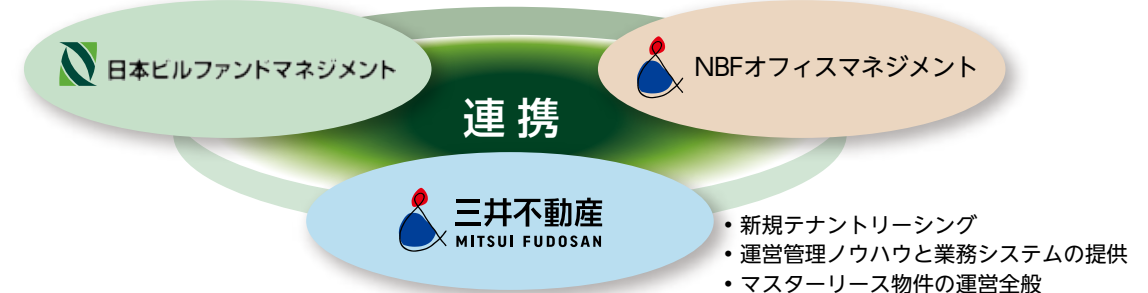 日本ビルファンドマネジメント
NBFオフィスマネジメント
連携
三井不動産
MITSUI FUDOSAN
・新規テナントリーシング
・運営管理ノウハウと業務システムの提供
・マスターリース物件の運営全般